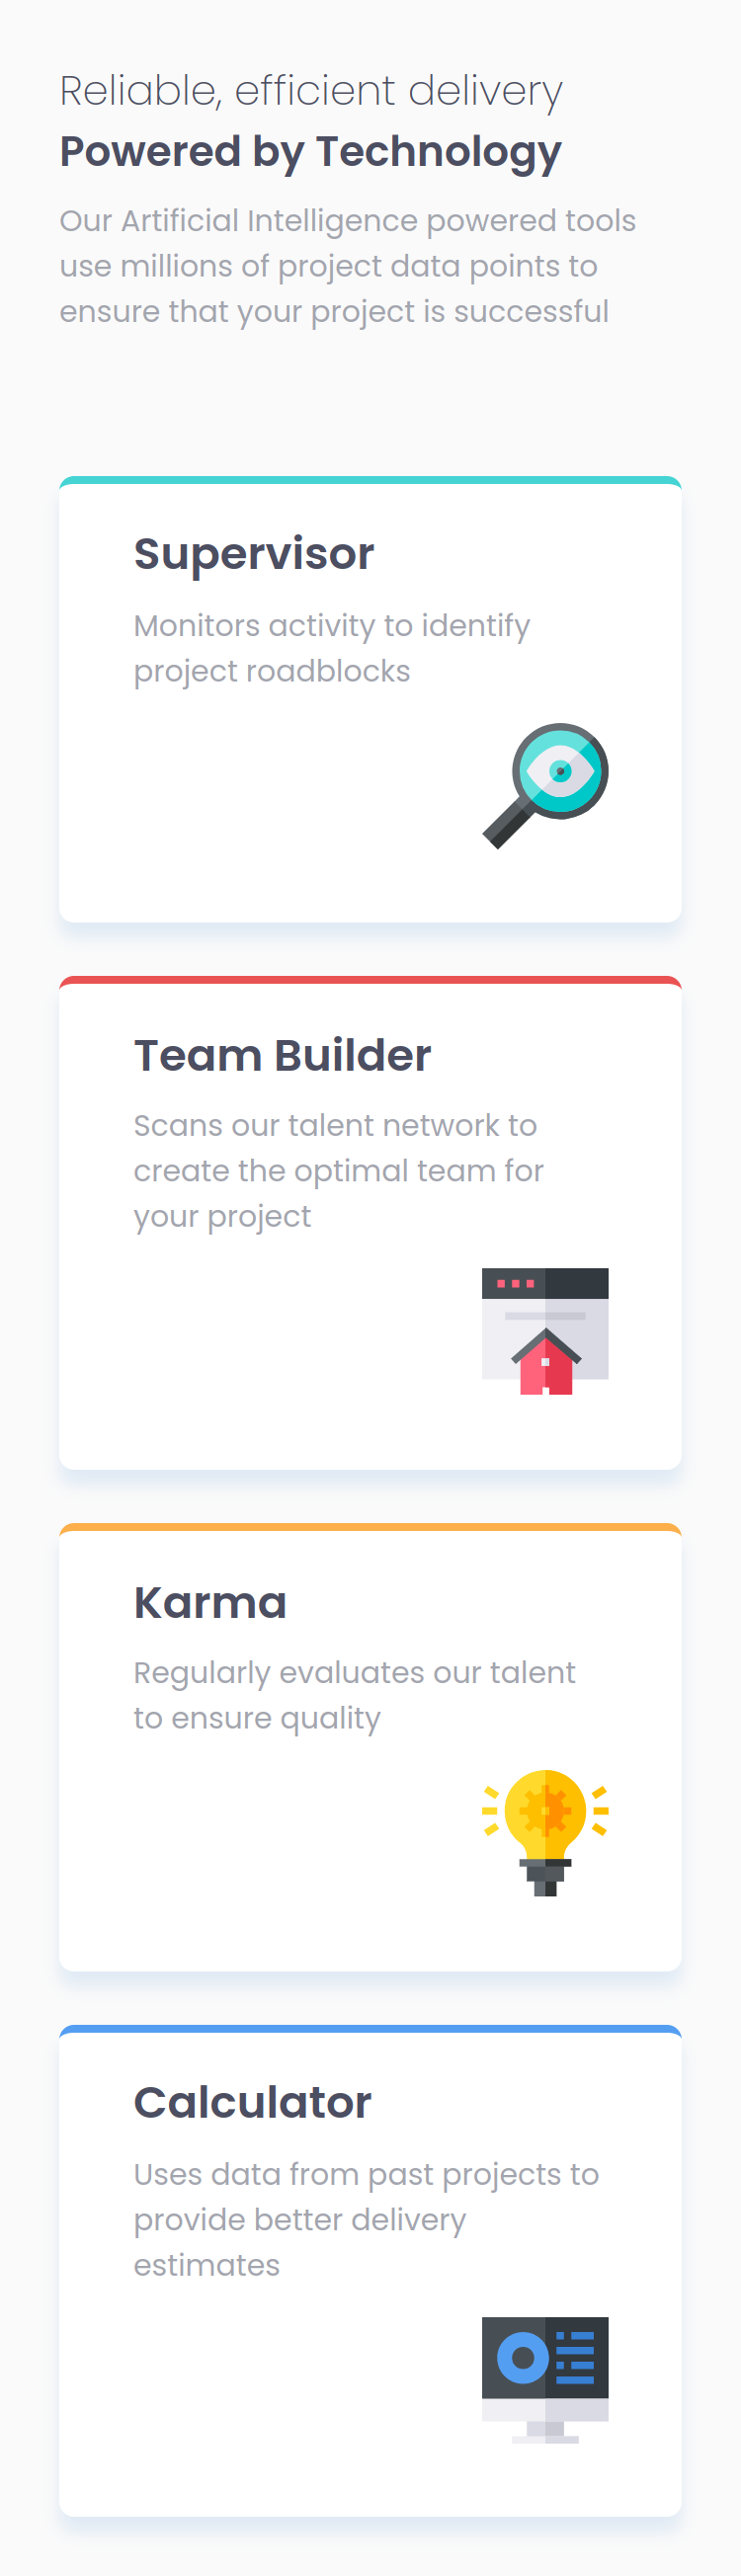 Reliable, efficient delivery
Powered by Technology
Our Artificial Intelligence powered tools
use millions of project data points to
ensure that your project is successful
Supervisor
Monitors activity to identify
project roadblocks
Team Builder
Scans our talent network to
create the optimal team for
your project
Karma
Regularly evaluates our talent
to ensure quality
Calculator
Uses data from past projects to
provide better delivery
estimates